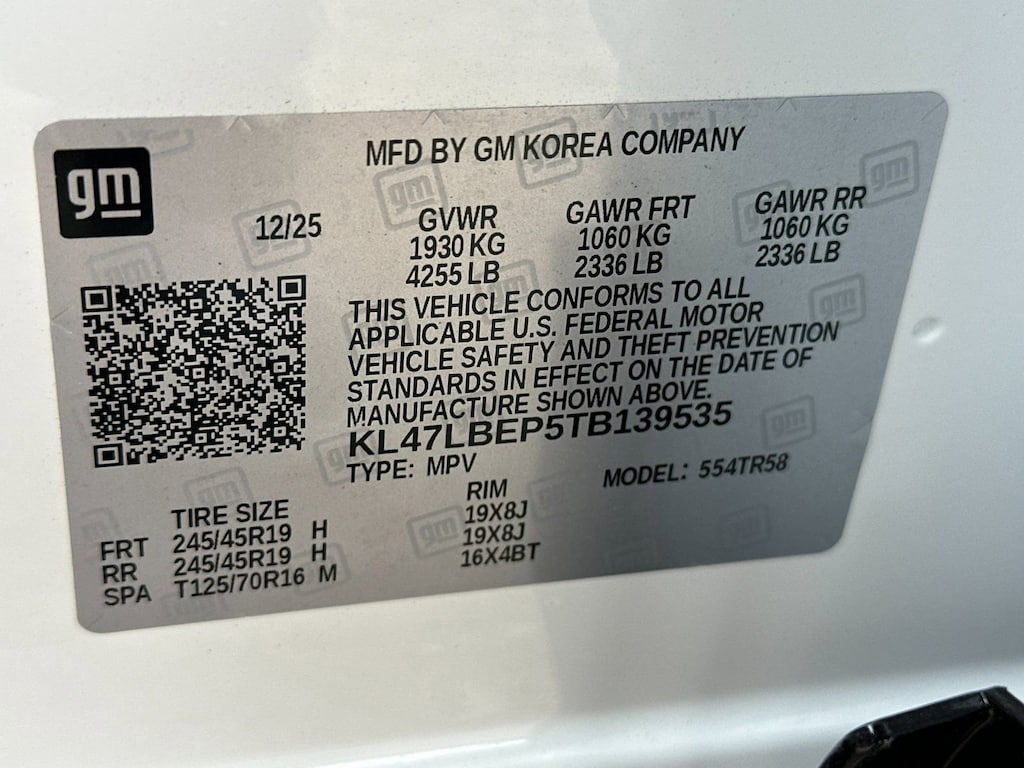 gm
MFD BY GM KOREA COMPANY
12/25 GVWR GAWR FRT GAWR RR
1930 KG 1060 KG 1060 KG
4255 LB 2336 LB 2336 LB
THIS VEHICLE CONFORMS TO ALL
APPLICABLE U.S. FEDERAL MOTOR
VEHICLE SAFETY AND THEFT PREVENTION
STANDARDS IN EFFECT ON THE DATE OF
MANUFACTURE SHOWN ABOVE.
KL47LBEP5TB139535
TYPE: MPV MODEL: 554TR58
TIRE SIZE RIM
FRT 245/45R19 H 19X8J
RR 245/45R19 H 19X8J
SPA T125/70R16 M 16X4BT